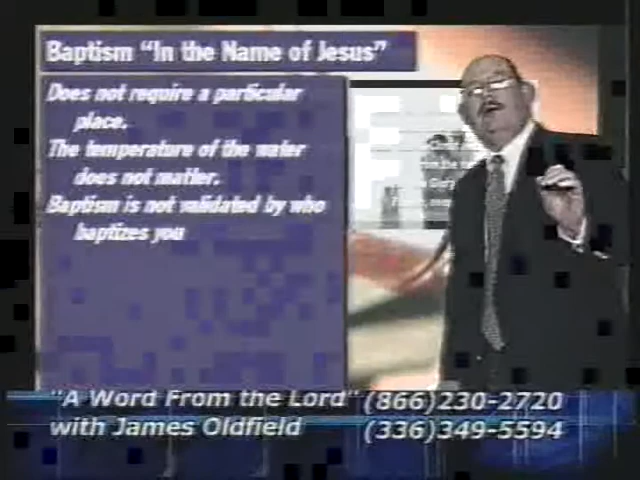 Baptism "In the Name of Jesus"
Does not require a particular
place.
The temperature of the water
does not matter.
Baptism is not validated by who
baptizes you
"A Word From the Lord" (866)230-2720
with James Oldfield (336)349-5594